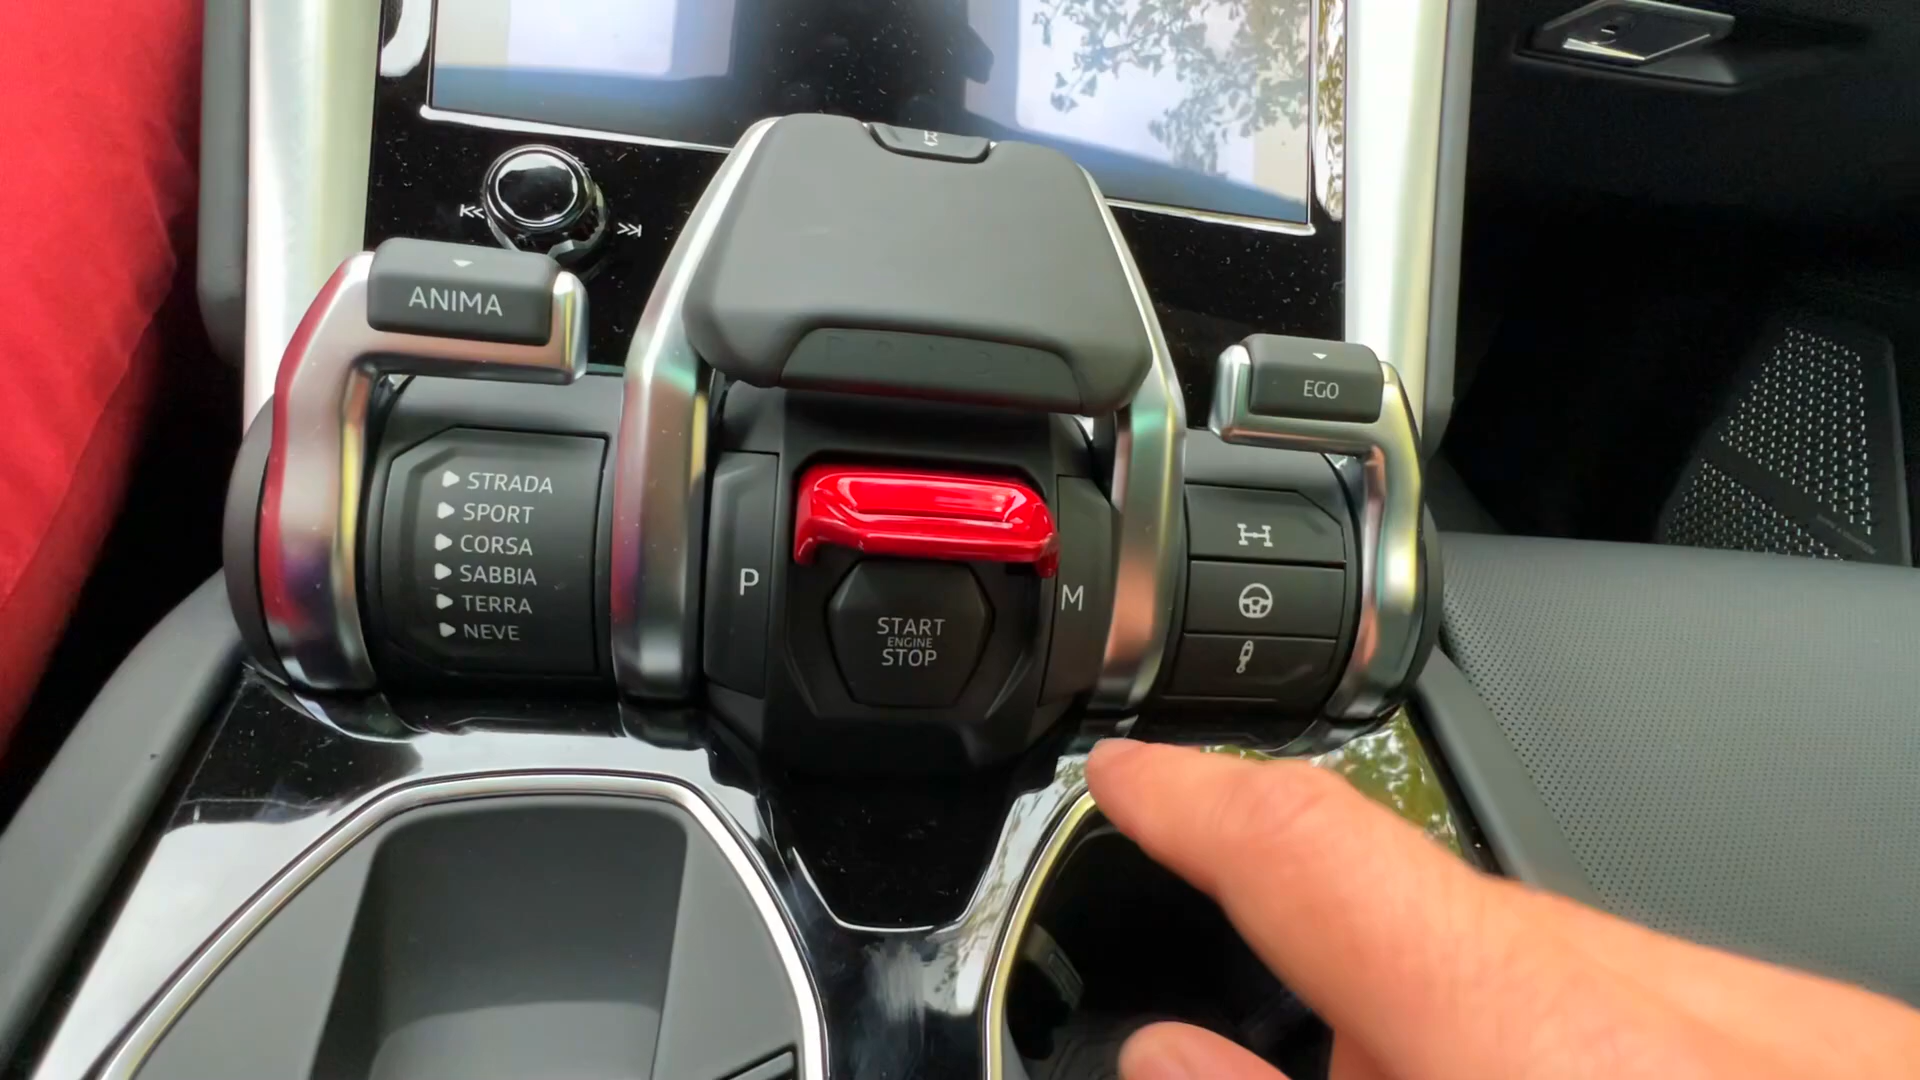 R
ANIMA
EGO
STRADA
SPORT
CORSA
SABBIA
TERRA
NEVE
P
START
ENGINE
STOP
M